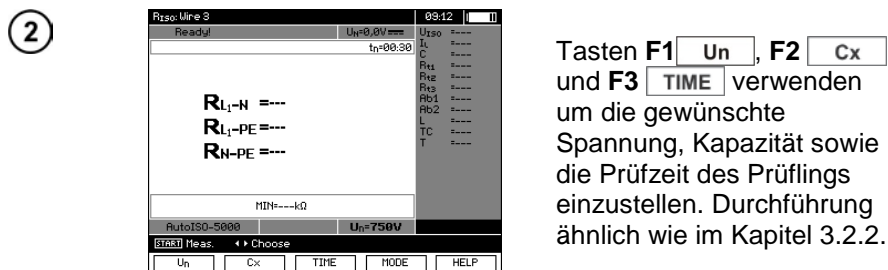 2
RISO: Wire 3 09:12
Ready! UN=0,0V
tn=00:30
UISO =---
IL =---
C =---
Rt1 =---
Rt2 =---
Rt3 =---
Ab1 =---
Ab2 =---
L =---
TC =---
T =---
RL1-N =---
RL1-PE =---
RN-PE =---
MIN=---kΩ
AutoISO-5000 Un=750V
START Meas. Choose
Un Cx TIME MODE HELP
Tasten F1 Un , F2 Cx
und F3 TIME verwenden
um die gewünschte
Spannung, Kapazität sowie
die Prüfzeit des Prüflings
einzustellen. Durchführung
ähnlich wie im Kapitel 3.2.2.